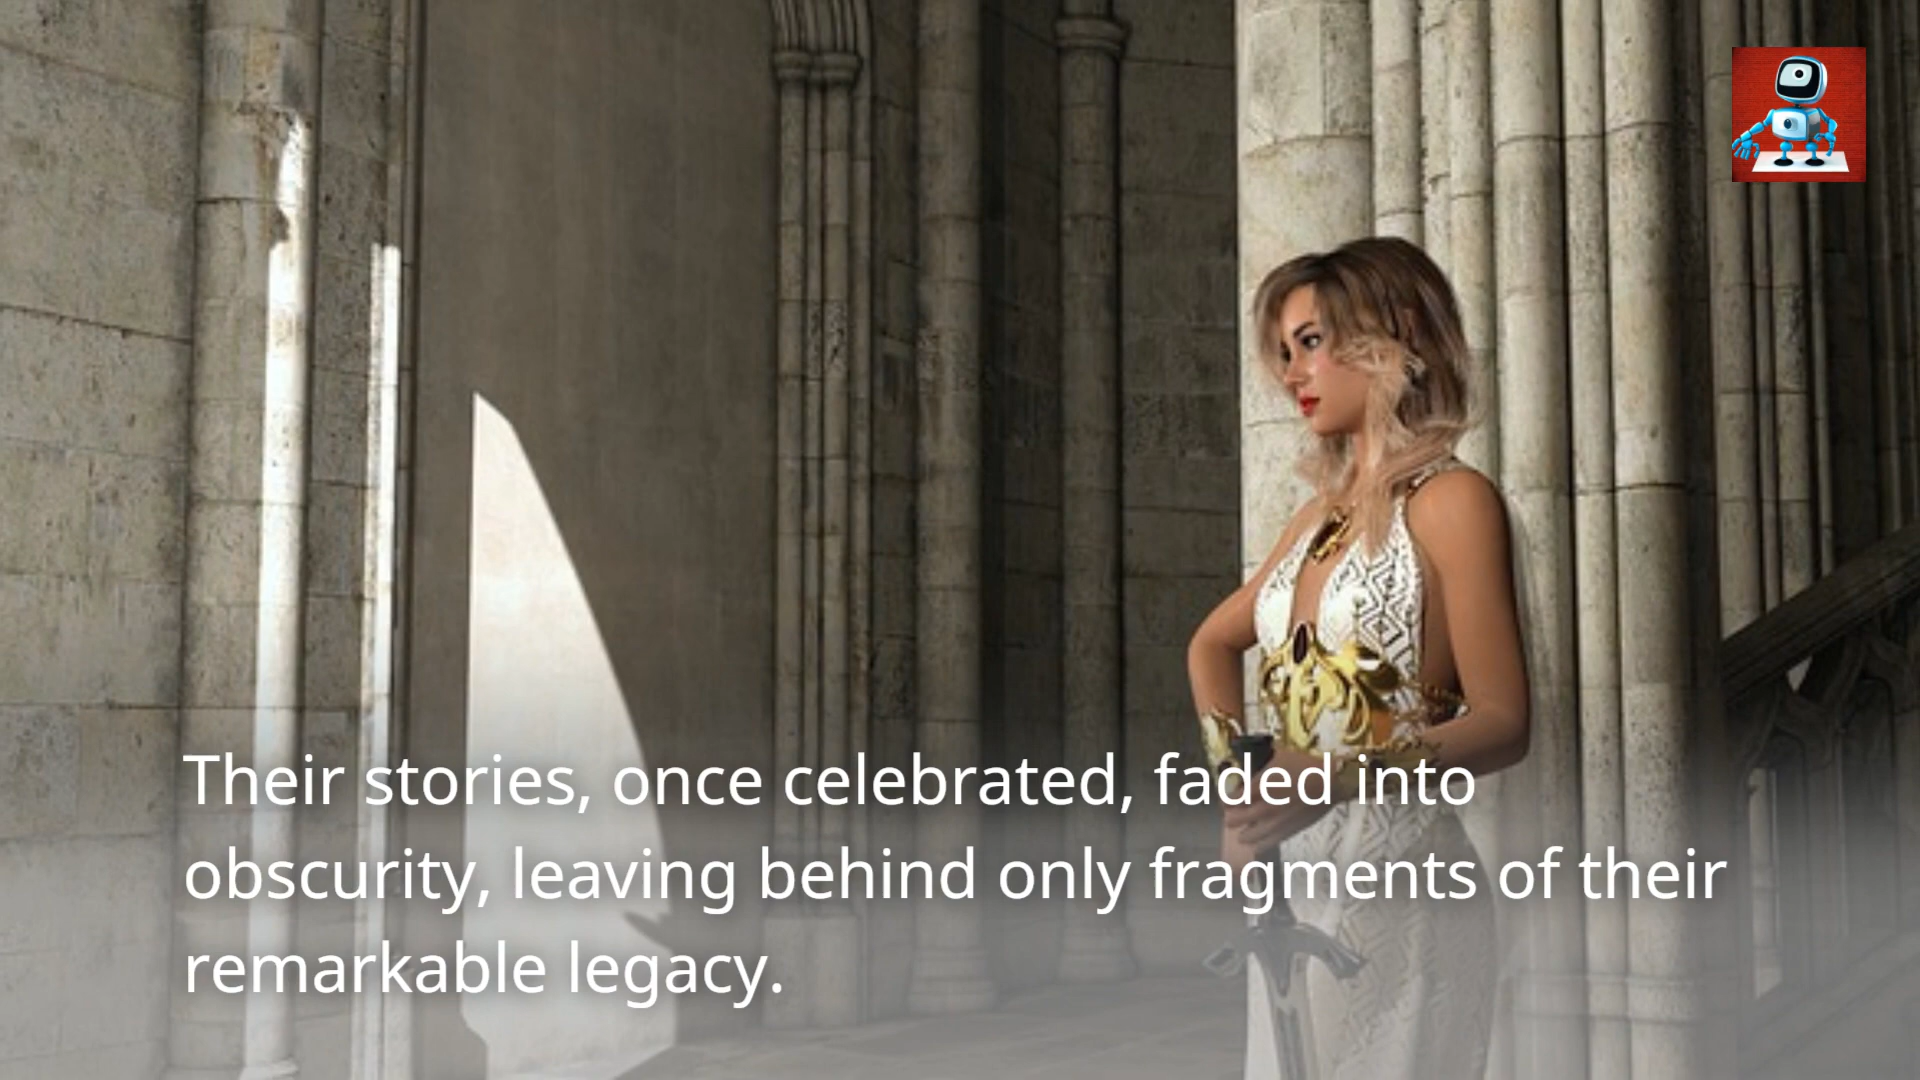 Their stories, once celebrated, faded into
obscurity, leaving behind only fragments of their
remarkable legacy.